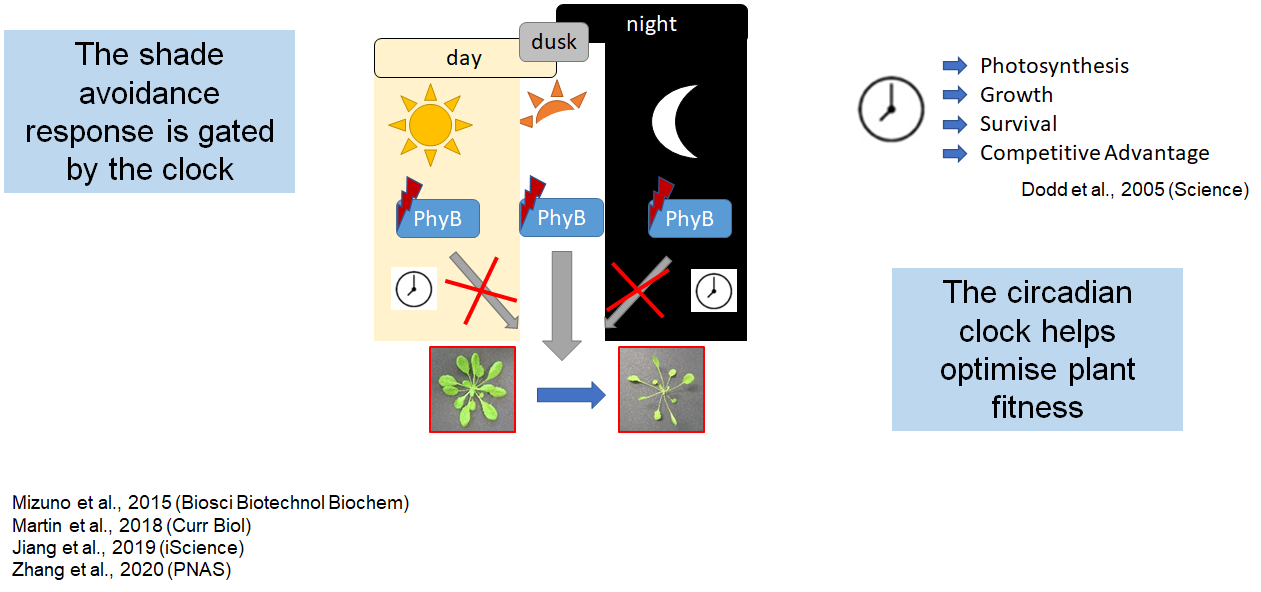 The shade
avoidance
response is gated
by the clock
night
dusk
day
PhyB
PhyB
PhyB
Photosynthesis
Growth
Survival
Competitive Advantage
Dodd et al., 2005 (Science)
The circadian
clock helps
optimise plant
fitness
Mizuno et al., 2015 (Biosci Biotechnol Biochem)
Martin et al., 2018 (Curr Biol)
Jiang et al., 2019 (iScience)
Zhang et al., 2020 (PNAS)